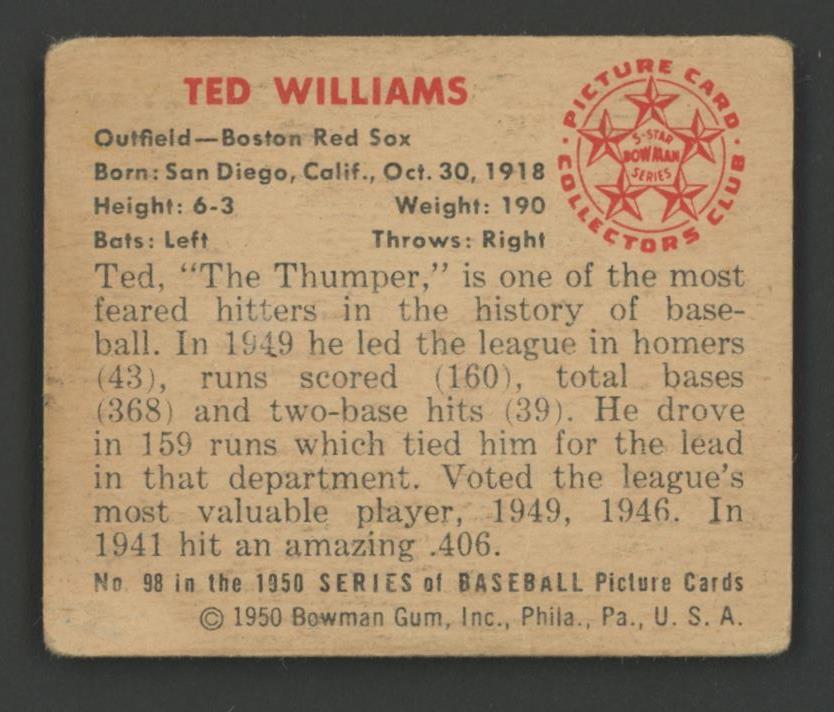 TED WILLIAMS
Outfield—Boston Red Sox
Born: San Diego, Calif., Oct. 30, 1918
Height: 6-3 Weight: 190
Bats: Left Throws: Right
PICTURE CARD COLLECTORS CLUB
5-STAR
BOWMAN
SERIES
Ted, “The Thumper,” is one of the most
feared hitters in the history of base-
ball. In 1949 he led the league in homers
(43), runs scored (160), total bases
(368) and two-base hits (39). He drove
in 159 runs which tied him for the lead
in that department. Voted the league’s
most valuable player, 1949, 1946. In
1941 hit an amazing .406.
No. 98 in the 1950 SERIES of BASEBALL Picture Cards
© 1950 Bowman Gum, Inc., Phila., Pa., U. S. A.